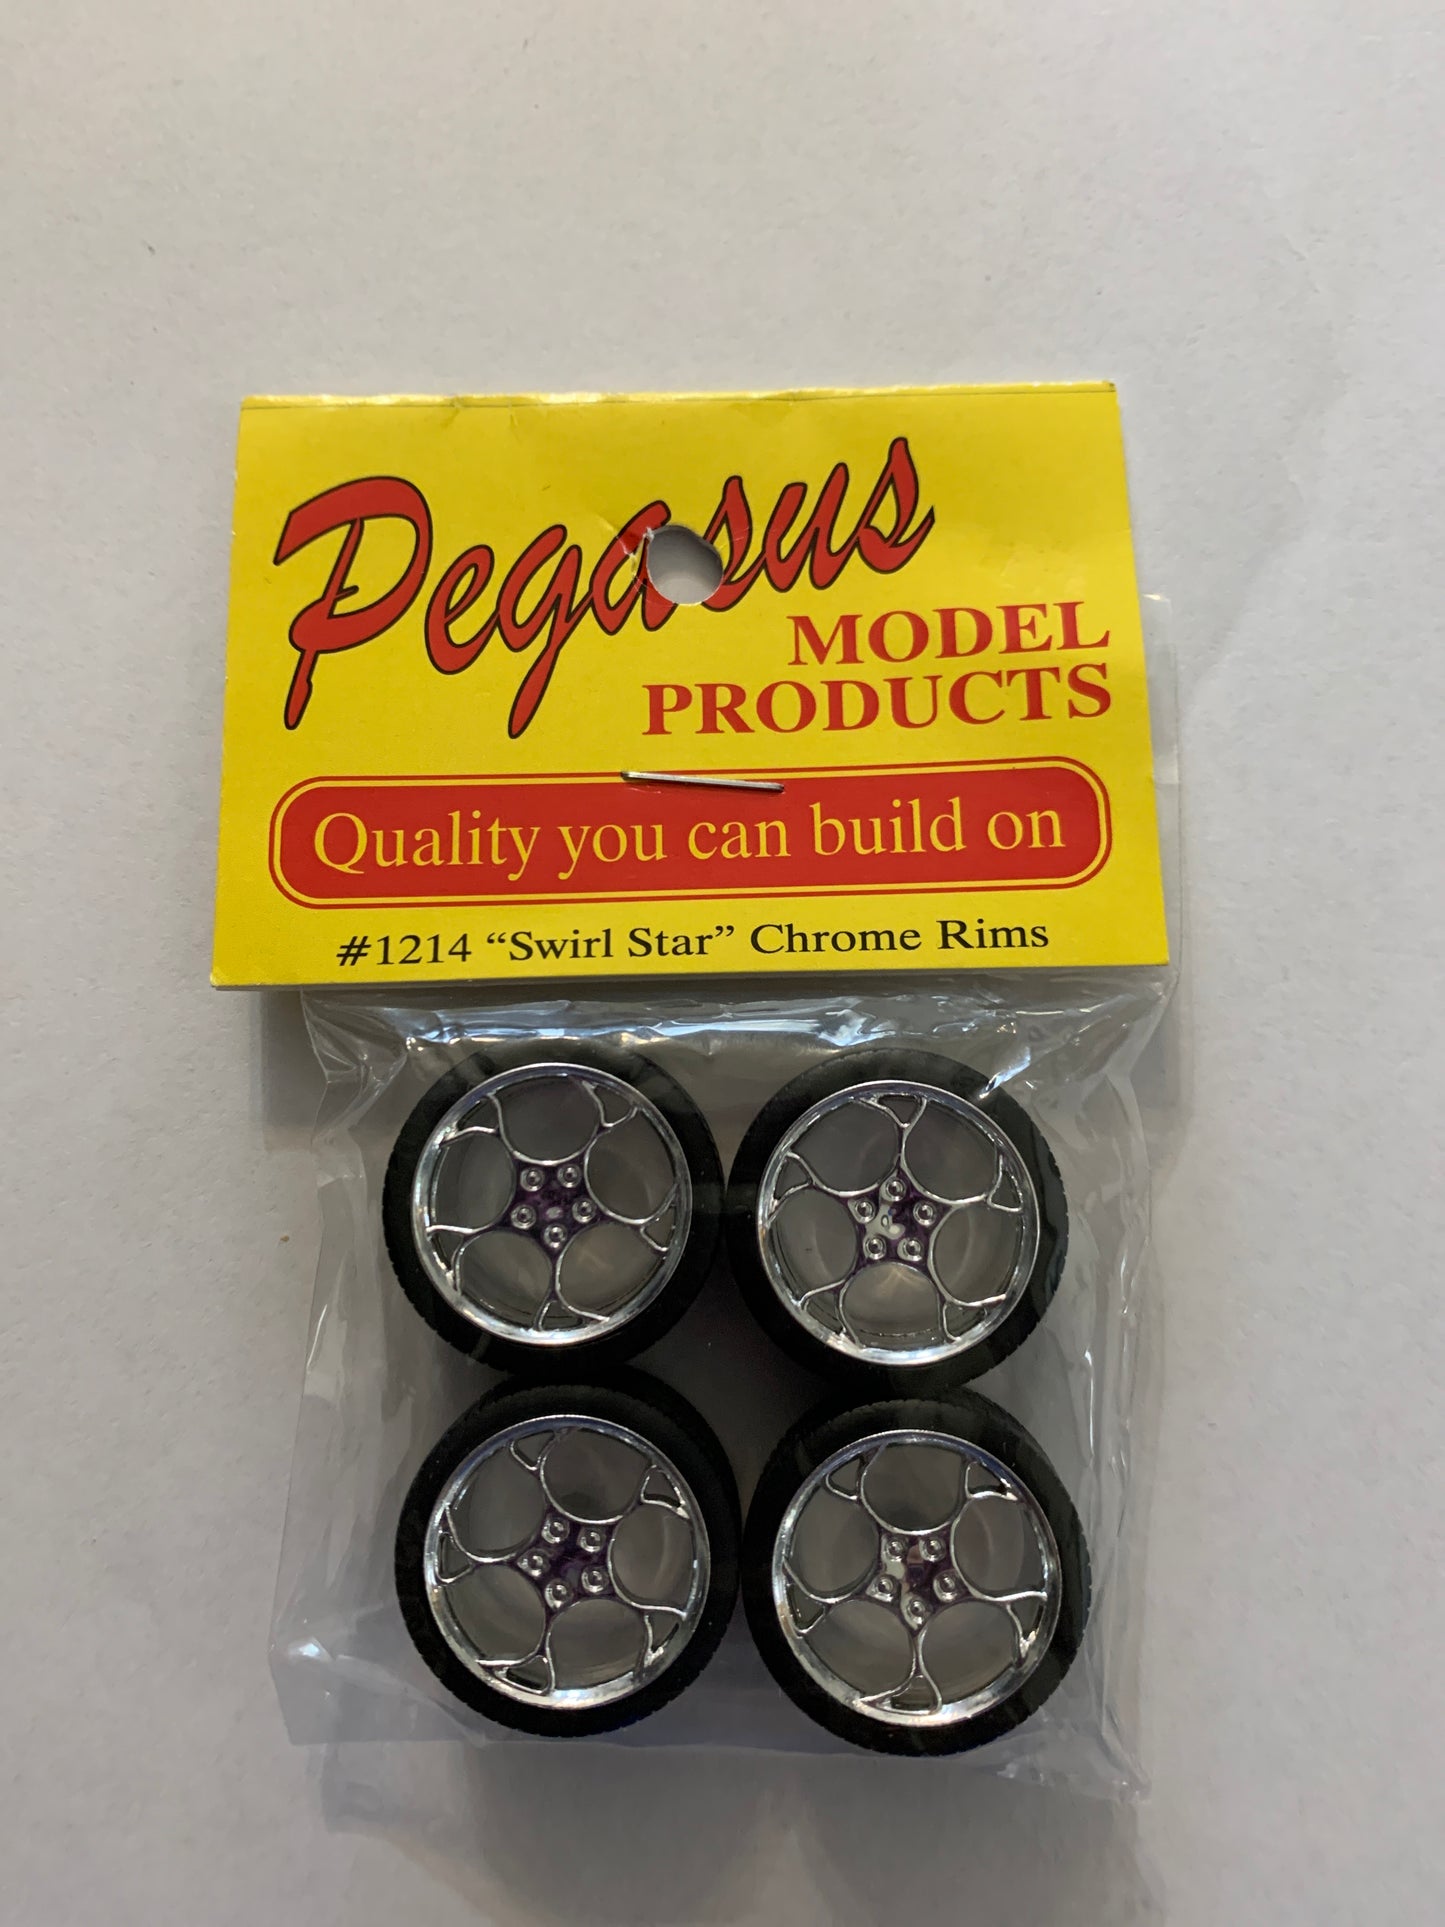 Pegasus
MODEL
PRODUCTS
Quality you can build on
#1214 “Swirl Star” Chrome Rims